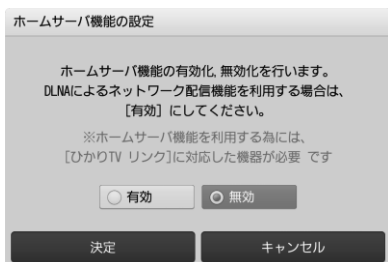 ホームサーバ機能の設定
ホームサーバ機能の有効化, 無効化を行います。
DLNAによるネットワーク配信機能を利用する場合は、
［有効］にしてください。
※ホームサーバ機能を利用する為には、
［ひかりTV リンク］に対応した機器が必要 です
有効 無効
決定 キャンセル